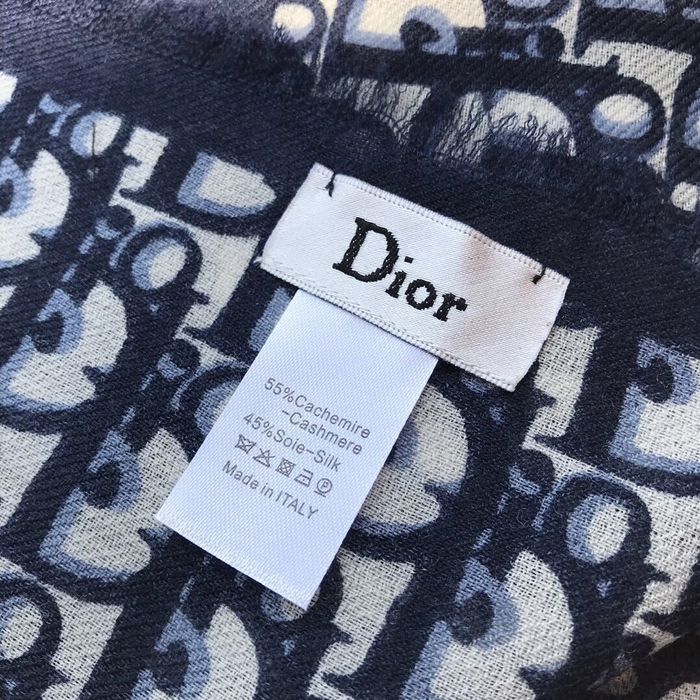 Dior
55%Cachemire
-Cashmere
45%Soie-Silk
Made in ITALY